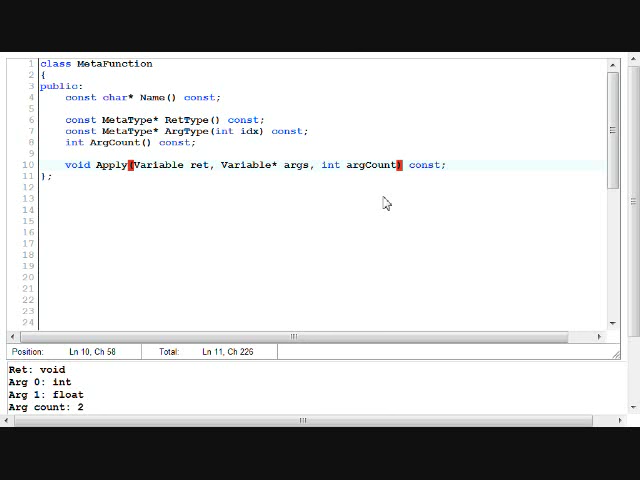 1 class MetaFunction
2 {
3 public:
4 const char* Name() const;
5
6 const MetaType* RetType() const;
7 const MetaType* ArgType(int idx) const;
8 int ArgCount() const;
9
10 void Apply(Variable ret, Variable* args, int argCount) const;
11 };
12
13
14
15
16
17
18
19
20
21
22
23
24
Position: Ln 10, Ch 58 Total: Ln 11, Ch 226
Ret: void
Arg 0: int
Arg 1: float
Arg count: 2